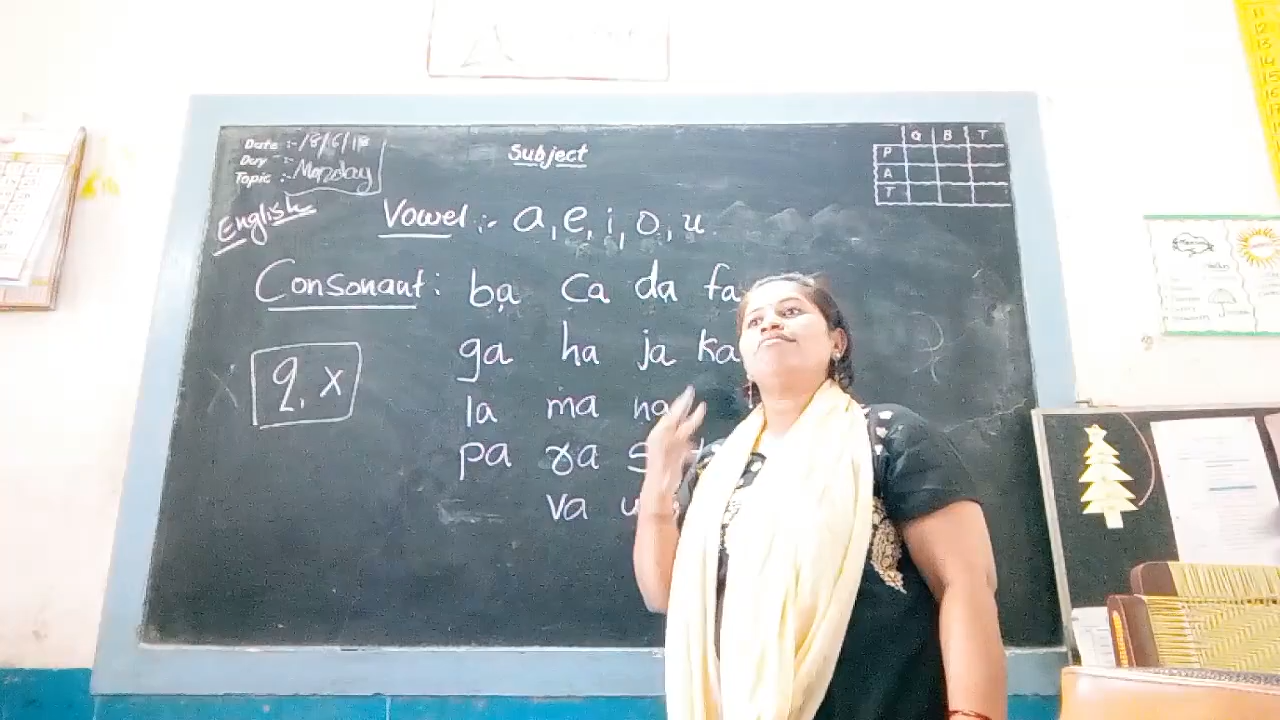 Date :- 18/6/18
Day :- Monday
Topic :-
Subject
G B T
P
A
T
English
Vowel :- a, e, i, o, u
Consonant : ba ca da fa
ga ha ja ka
q, x
la ma na
pa ra
va